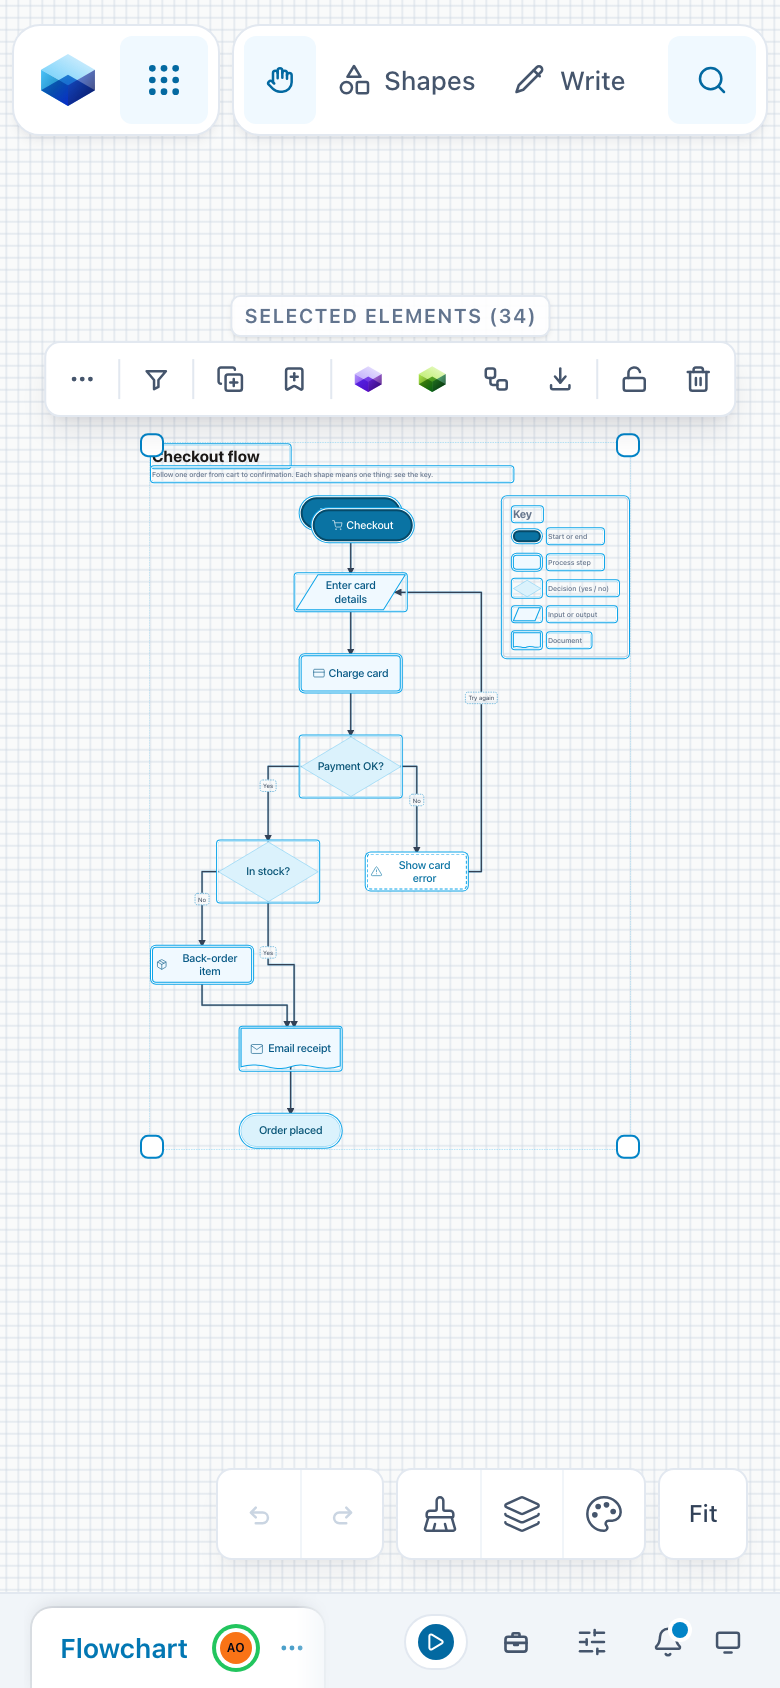 Shapes
Write
SELECTED ELEMENTS (34)
Checkout flow
Follow one order from cart to confirmation. Each shape means one thing: see the key.
Checkout
Key
Start or end
Process step
Decision (yes / no)
Input or output
Document
Enter card
details
Charge card
Try again
Payment OK?
Yes
No
In stock?
Show card
error
No
Yes
Back-order
item
Email receipt
Order placed
Fit
Flowchart
AO